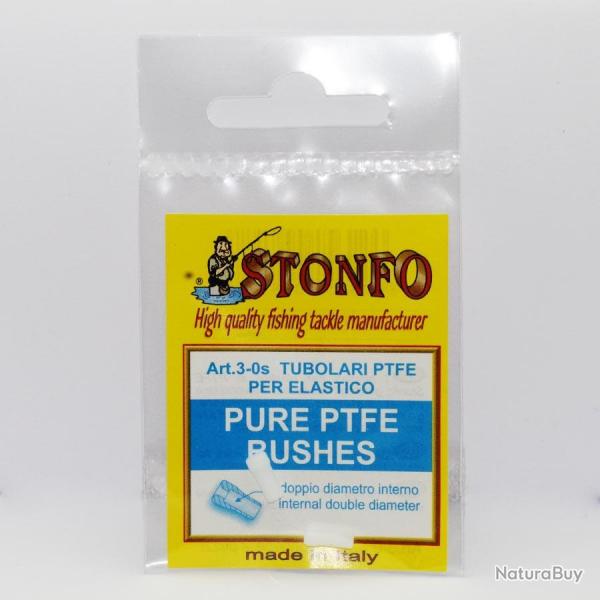 STONFO
®
High quality fishing tackle manufacturer
Art.3-0s TUBOLARI PTFE
PER ELASTICO
PURE PTFE
BUSHES
doppio diametro interno
internal double diameter
made in italy
NaturaBuy